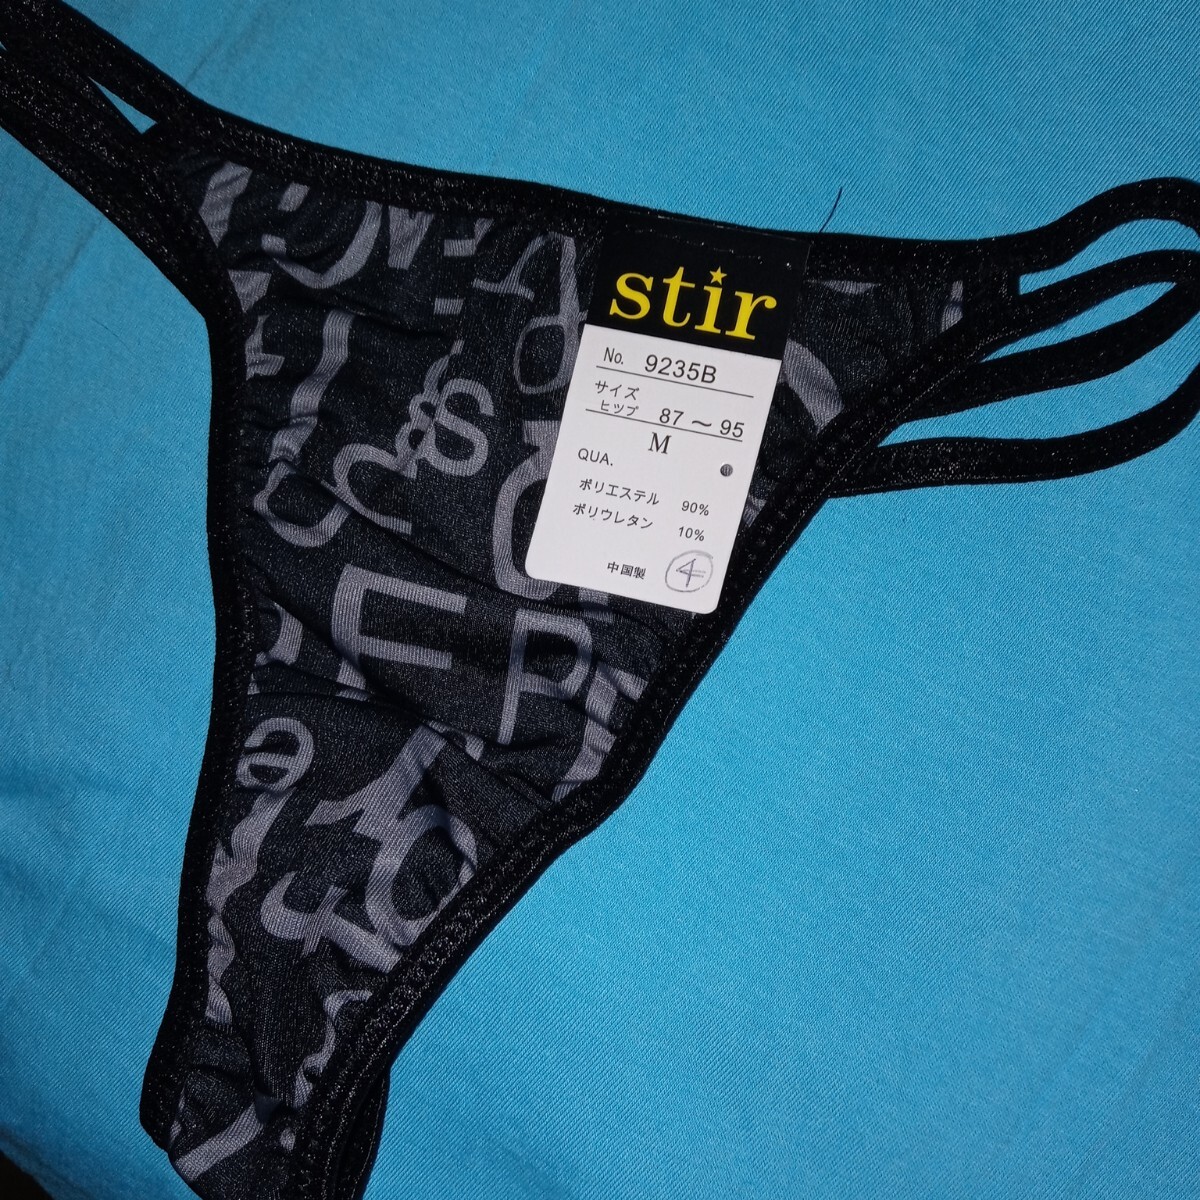 stir
No. 9235B
サイズ
ヒップ 87～95
M
QUA.
ポリエステル 90%
ポリウレタン 10%
中国製 4
S
&
F P
e